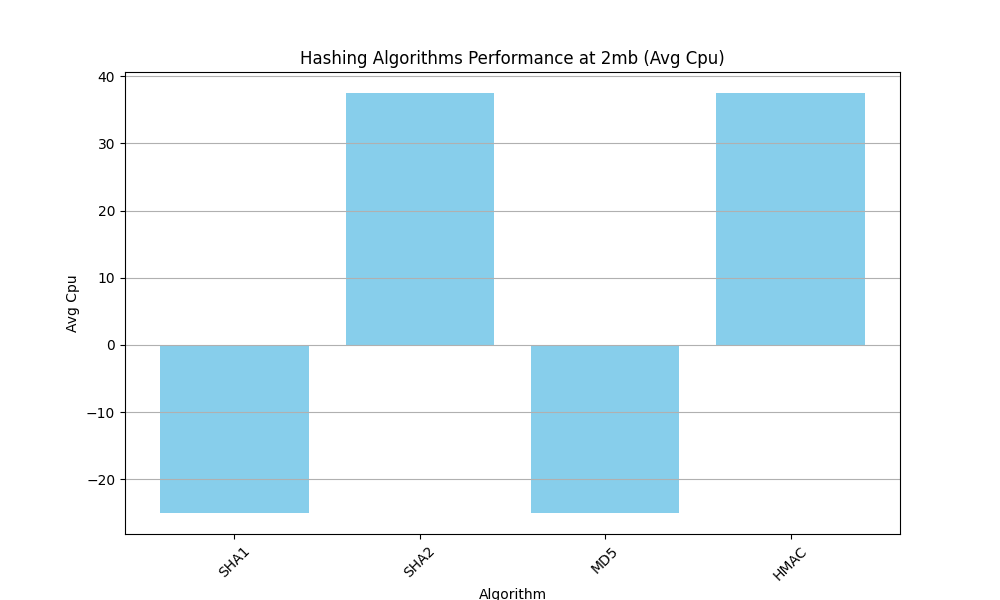 Hashing Algorithms Performance at 2mb (Avg Cpu)
40
30
20
10
0
−10
−20
Avg Cpu
SHA1
SHA2
MD5
HMAC
Algorithm